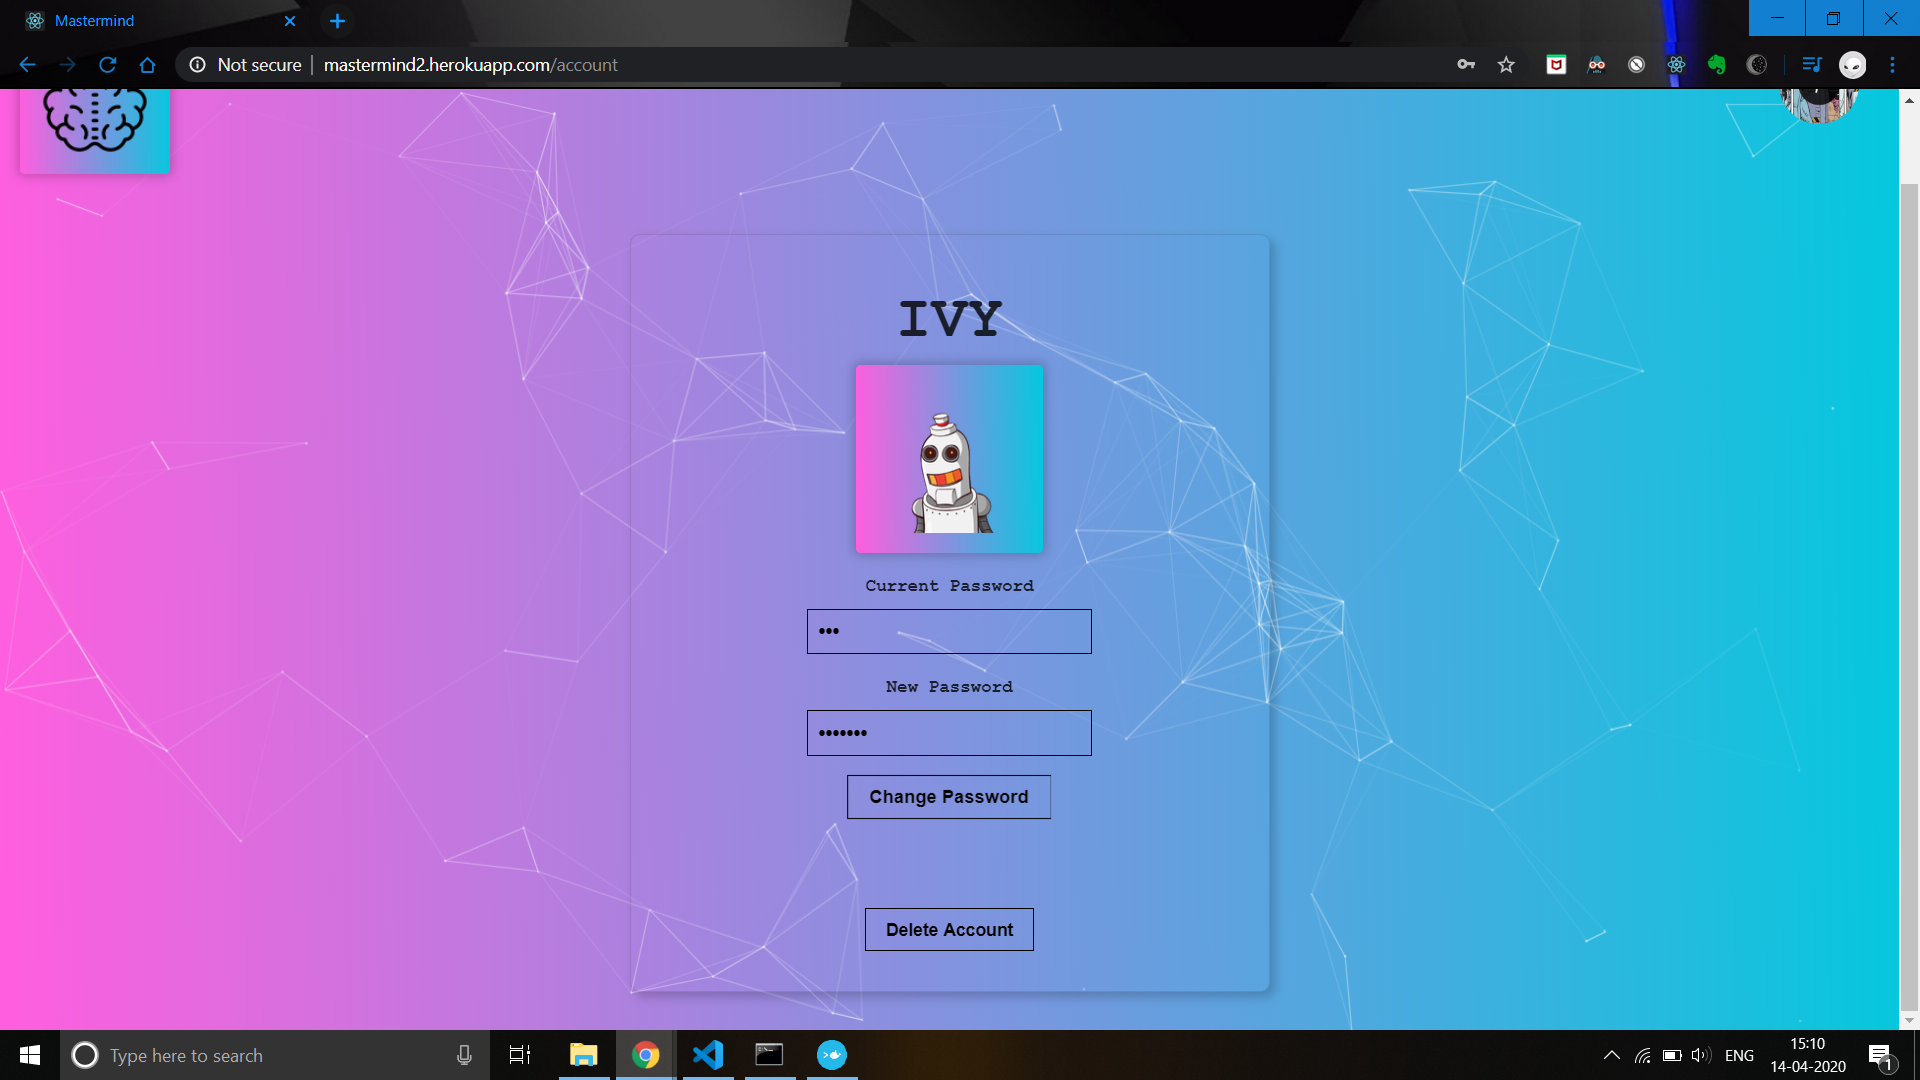 Mastermind
Not secure | mastermind2.herokuapp.com/account
IVY
Current Password
•••
New Password
•••••••
Change Password
Delete Account
Type here to search
ENG
15:10
14-04-2020
1